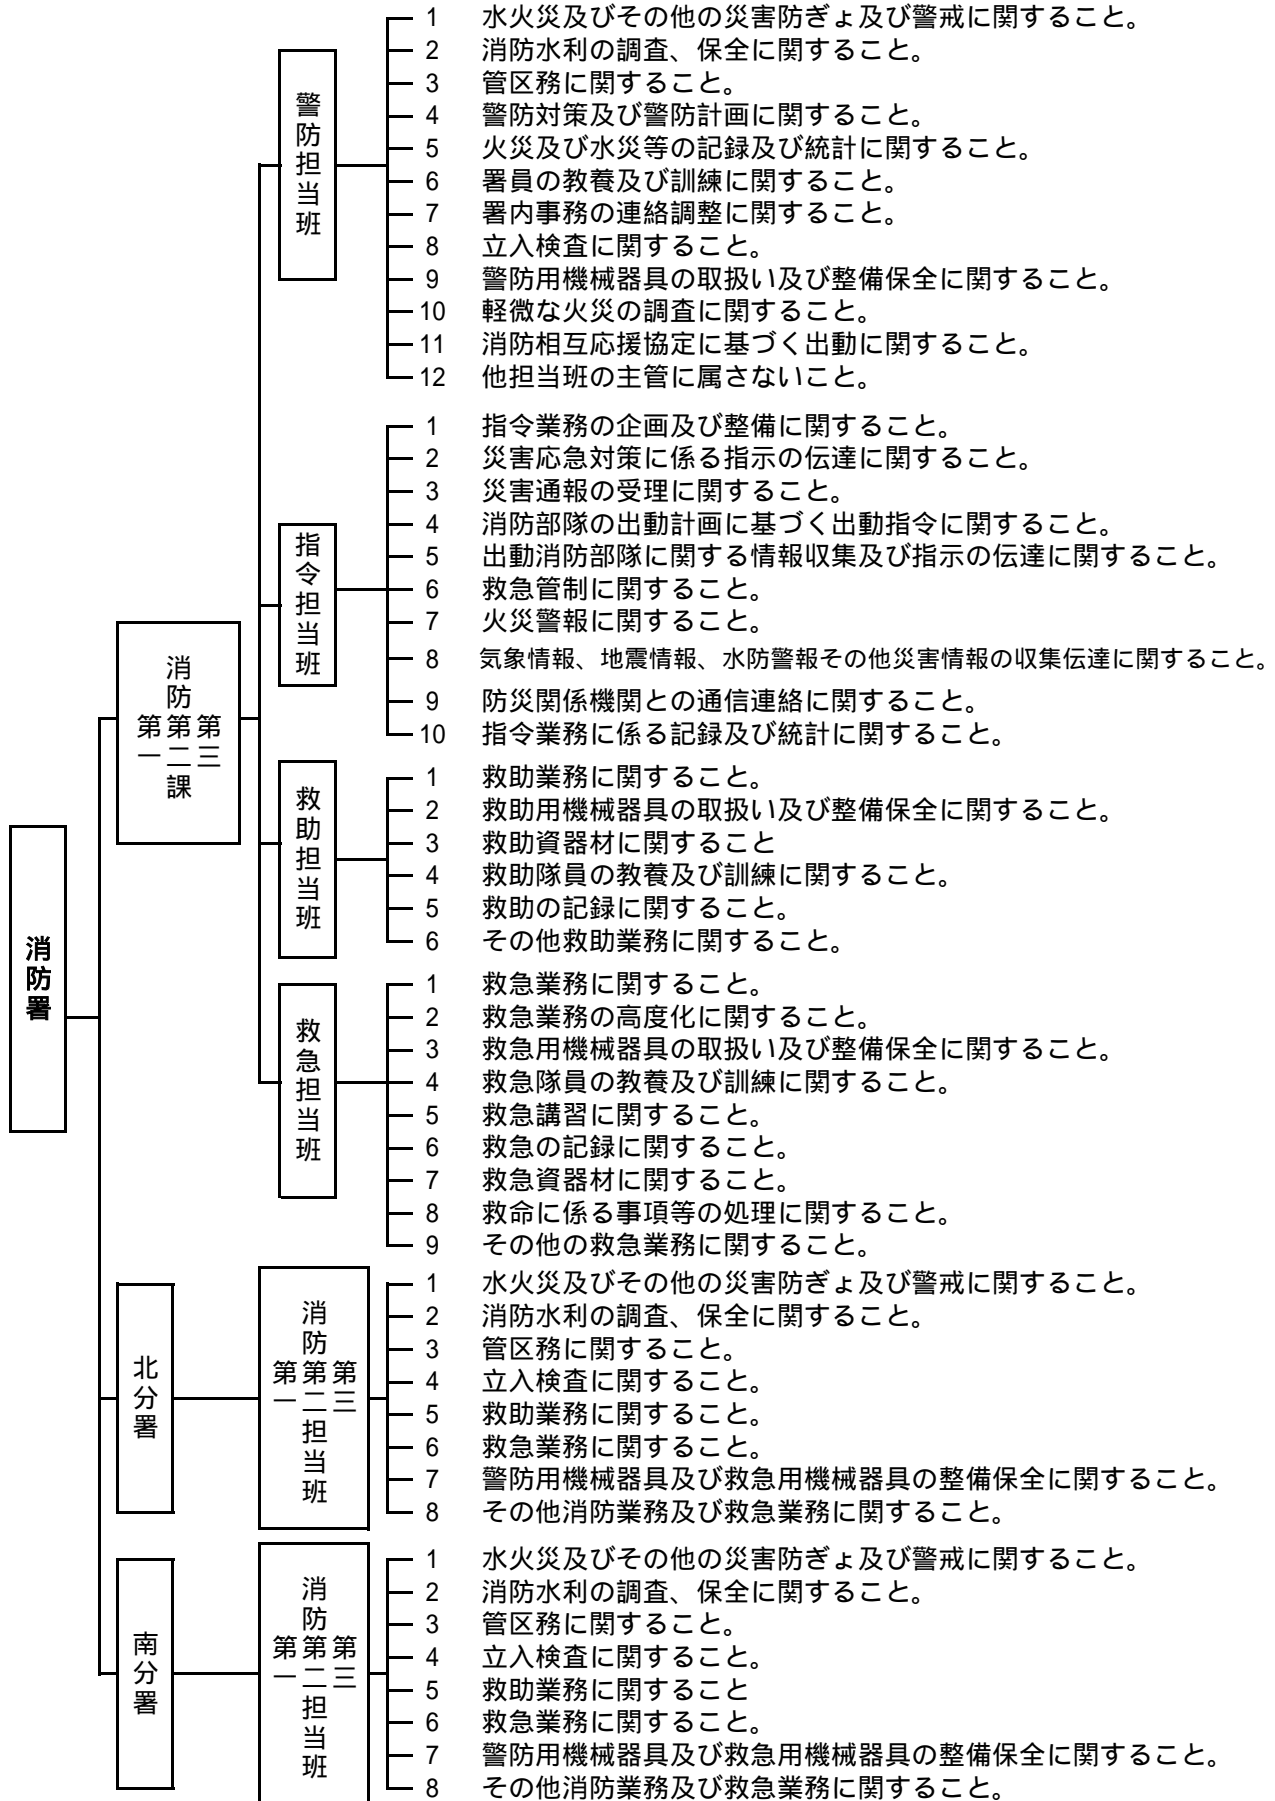 消防署
消防
第一 第二 第三
課
警防担当班
1 水火災及びその他の災害防ぎょ及び警戒に関すること。
2 消防水利の調査、保全に関すること。
3 管区務に関すること。
4 警防対策及び警防計画に関すること。
5 火災及び水災等の記録及び統計に関すること。
6 署員の教養及び訓練に関すること。
7 署内事務の連絡調整に関すること。
8 立入検査に関すること。
9 警防用機械器具の取扱い及び整備保全に関すること。
10 軽微な火災の調査に関すること。
11 消防相互応援協定に基づく出動に関すること。
12 他担当班の主管に属さないこと。
指令担当班
1 指令業務の企画及び整備に関すること。
2 災害応急対策に係る指示の伝達に関すること。
3 災害通報の受理に関すること。
4 消防部隊の出動計画に基づく出動指令に関すること。
5 出動消防部隊に関する情報収集及び指示の伝達に関すること。
6 救急管制に関すること。
7 火災警報に関すること。
8 気象情報、地震情報、水防警報その他災害情報の収集伝達に関すること。
9 防災関係機関との通信連絡に関すること。
10 指令業務に係る記録及び統計に関すること。
救助担当班
1 救助業務に関すること。
2 救助用機械器具の取扱い及び整備保全に関すること。
3 救助資器材に関すること
4 救助隊員の教養及び訓練に関すること。
5 救助の記録に関すること。
6 その他救助業務に関すること。
救急担当班
1 救急業務に関すること。
2 救急業務の高度化に関すること。
3 救急用機械器具の取扱い及び整備保全に関すること。
4 救急隊員の教養及び訓練に関すること。
5 救急講習に関すること。
6 救急の記録に関すること。
7 救急資器材に関すること。
8 救命に係る事項等の処理に関すること。
9 その他の救急業務に関すること。
北分署
消防
第一 第二 第三
担当班
1 水火災及びその他の災害防ぎょ及び警戒に関すること。
2 消防水利の調査、保全に関すること。
3 管区務に関すること。
4 立入検査に関すること。
5 救助業務に関すること。
6 救急業務に関すること。
7 警防用機械器具及び救急用機械器具の整備保全に関すること。
8 その他消防業務及び救急業務に関すること。
南分署
消防
第一 第二 第三
担当班
1 水火災及びその他の災害防ぎょ及び警戒に関すること。
2 消防水利の調査、保全に関すること。
3 管区務に関すること。
4 立入検査に関すること。
5 救助業務に関すること
6 救急業務に関すること。
7 警防用機械器具及び救急用機械器具の整備保全に関すること。
8 その他消防業務及び救急業務に関すること。